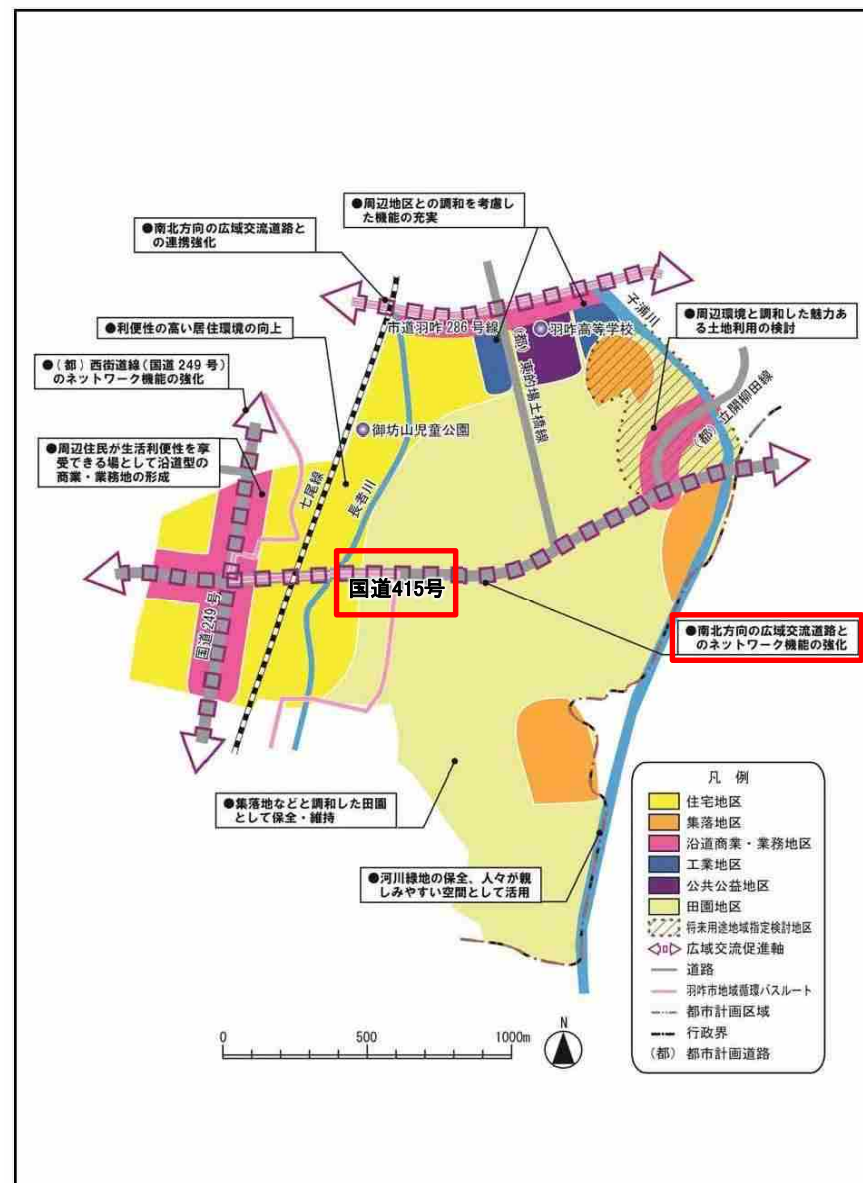 ●周辺地区との調和を考慮し
た機能の充実
●南北方向の広域交流道路と
の連携強化
●利便性の高い居住環境の向上
●(都)西街道線(国道249号)
のネットワーク機能の強化
●周辺住民が生活利便性を享
受できる場として沿道型の
商業・業務地の形成
市道羽咋286号線
(都)東的場土橋線
羽咋高等学校
子浦川
●周辺環境と調和した魅力あ
る土地利用の検討
(都)立開柳田線
御坊山児童公園
七尾線
長者川
国道415号
国道249号
●南北方向の広域交流道路と
のネットワーク機能の強化
●集落地などと調和した田園
として保全・維持
●河川緑地の保全、人々が親
しみやすい空間として活用
凡例
住宅地区
集落地区
沿道商業・業務地区
工業地区
公共公益地区
田園地区
将来用途地域指定検討地区
広域交流促進軸
道路
羽咋市地域循環バスルート
都市計画区域
行政界
(都) 都市計画道路
0 500 1000m
N